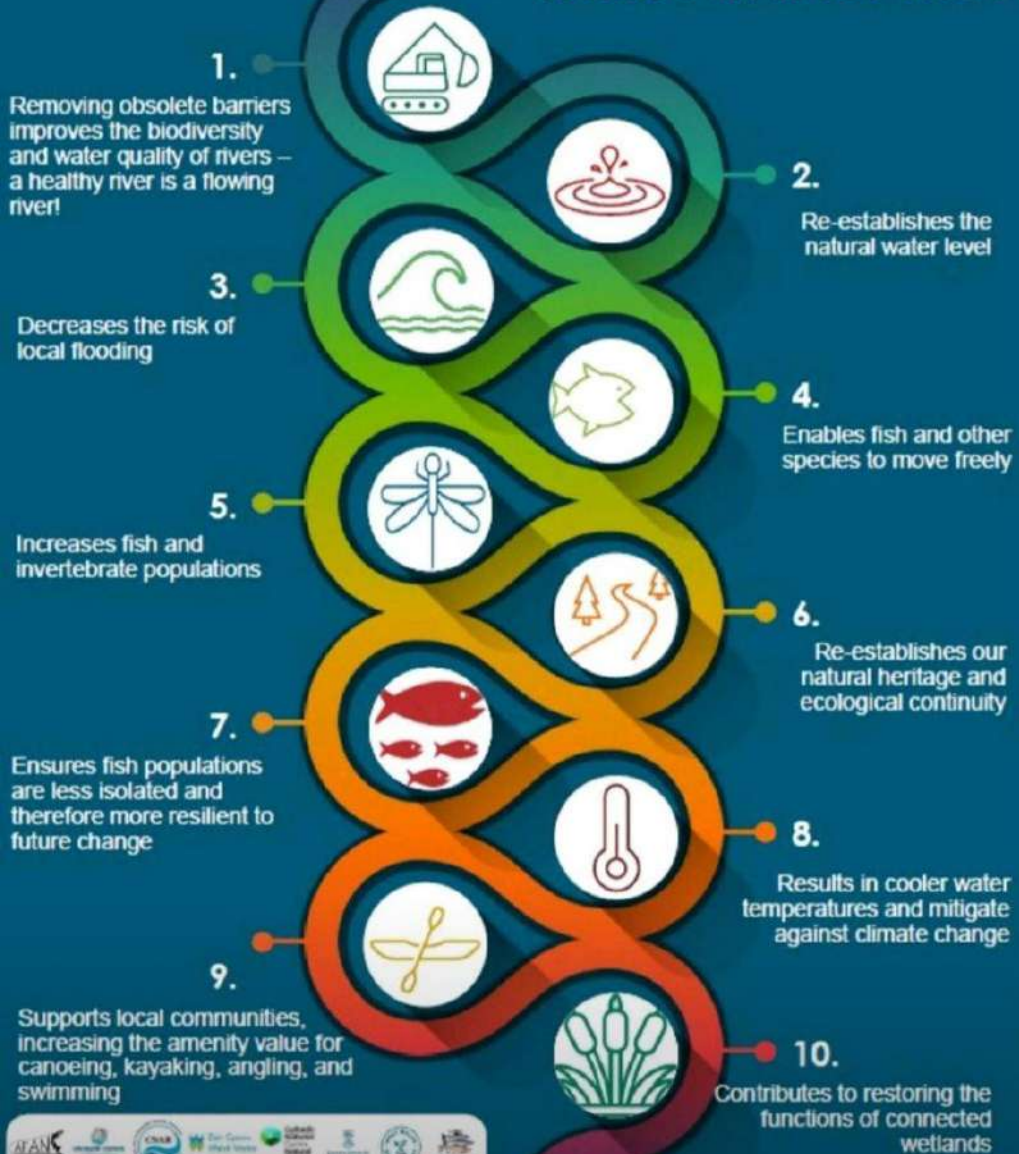 1.
Removing obsolete barriers
improves the biodiversity
and water quality of rivers –
a healthy river is a flowing
river!
2.
Re-establishes the
natural water level
3.
Decreases the risk of
local flooding
4.
Enables fish and other
species to move freely
5.
Increases fish and
invertebrate populations
6.
Re-establishes our
natural heritage and
ecological continuity
7.
Ensures fish populations
are less isolated and
therefore more resilient to
future change
8.
Results in cooler water
temperatures and mitigate
against climate change
9.
Supports local communities,
increasing the amenity value for
canoeing, kayaking, angling, and
swimming
10.
Contributes to restoring the
functions of connected
wetlands